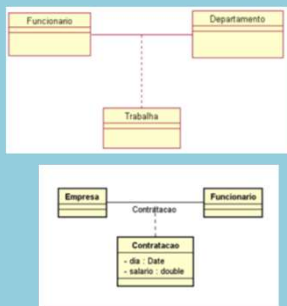 Funcionario
Departamento
Trabalha
Empresa
Funcionario
Contratacao
Contratacao
- dia : Date
- salario : double